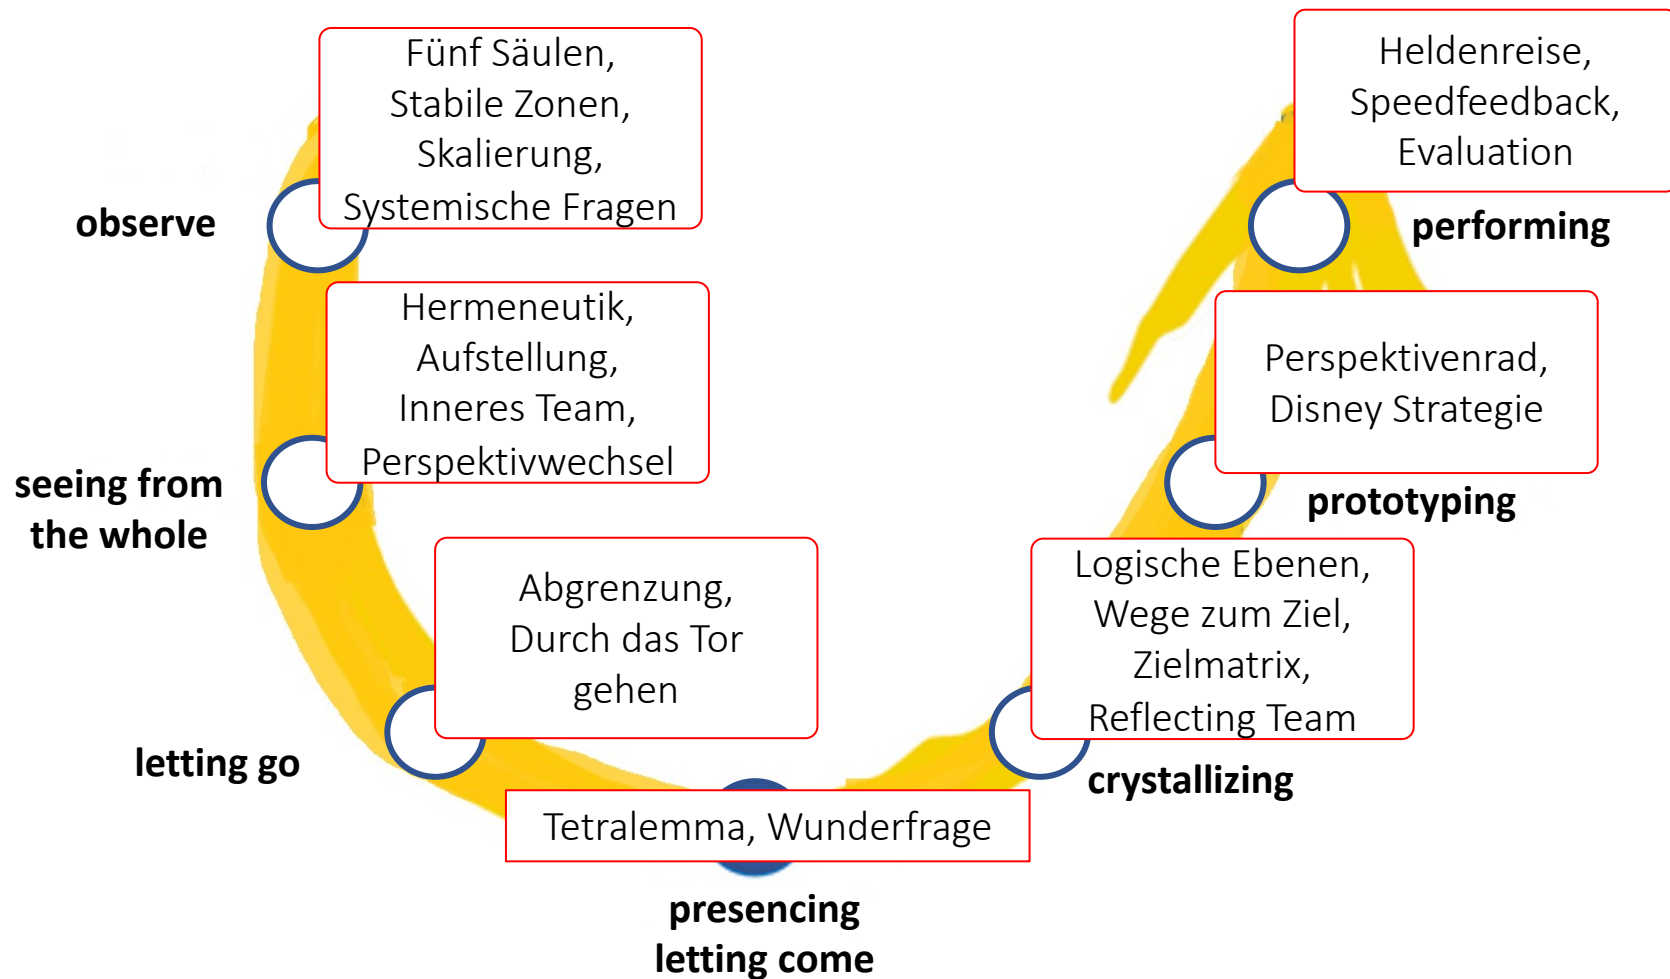 Fünf Säulen,
Stabile Zonen,
Skalierung,
Systemische Fragen
observe
Hermeneutik,
Aufstellung,
Inneres Team,
Perspektivwechsel
seeing from
the whole
Abgrenzung,
Durch das Tor
gehen
letting go
Tetralemma, Wunderfrage
presencing
letting come
Logische Ebenen,
Wege zum Ziel,
Zielmatrix,
Reflecting Team
crystallizing
Perspektivenrad,
Disney Strategie
prototyping
Heldenreise,
Speedfeedback,
Evaluation
performing